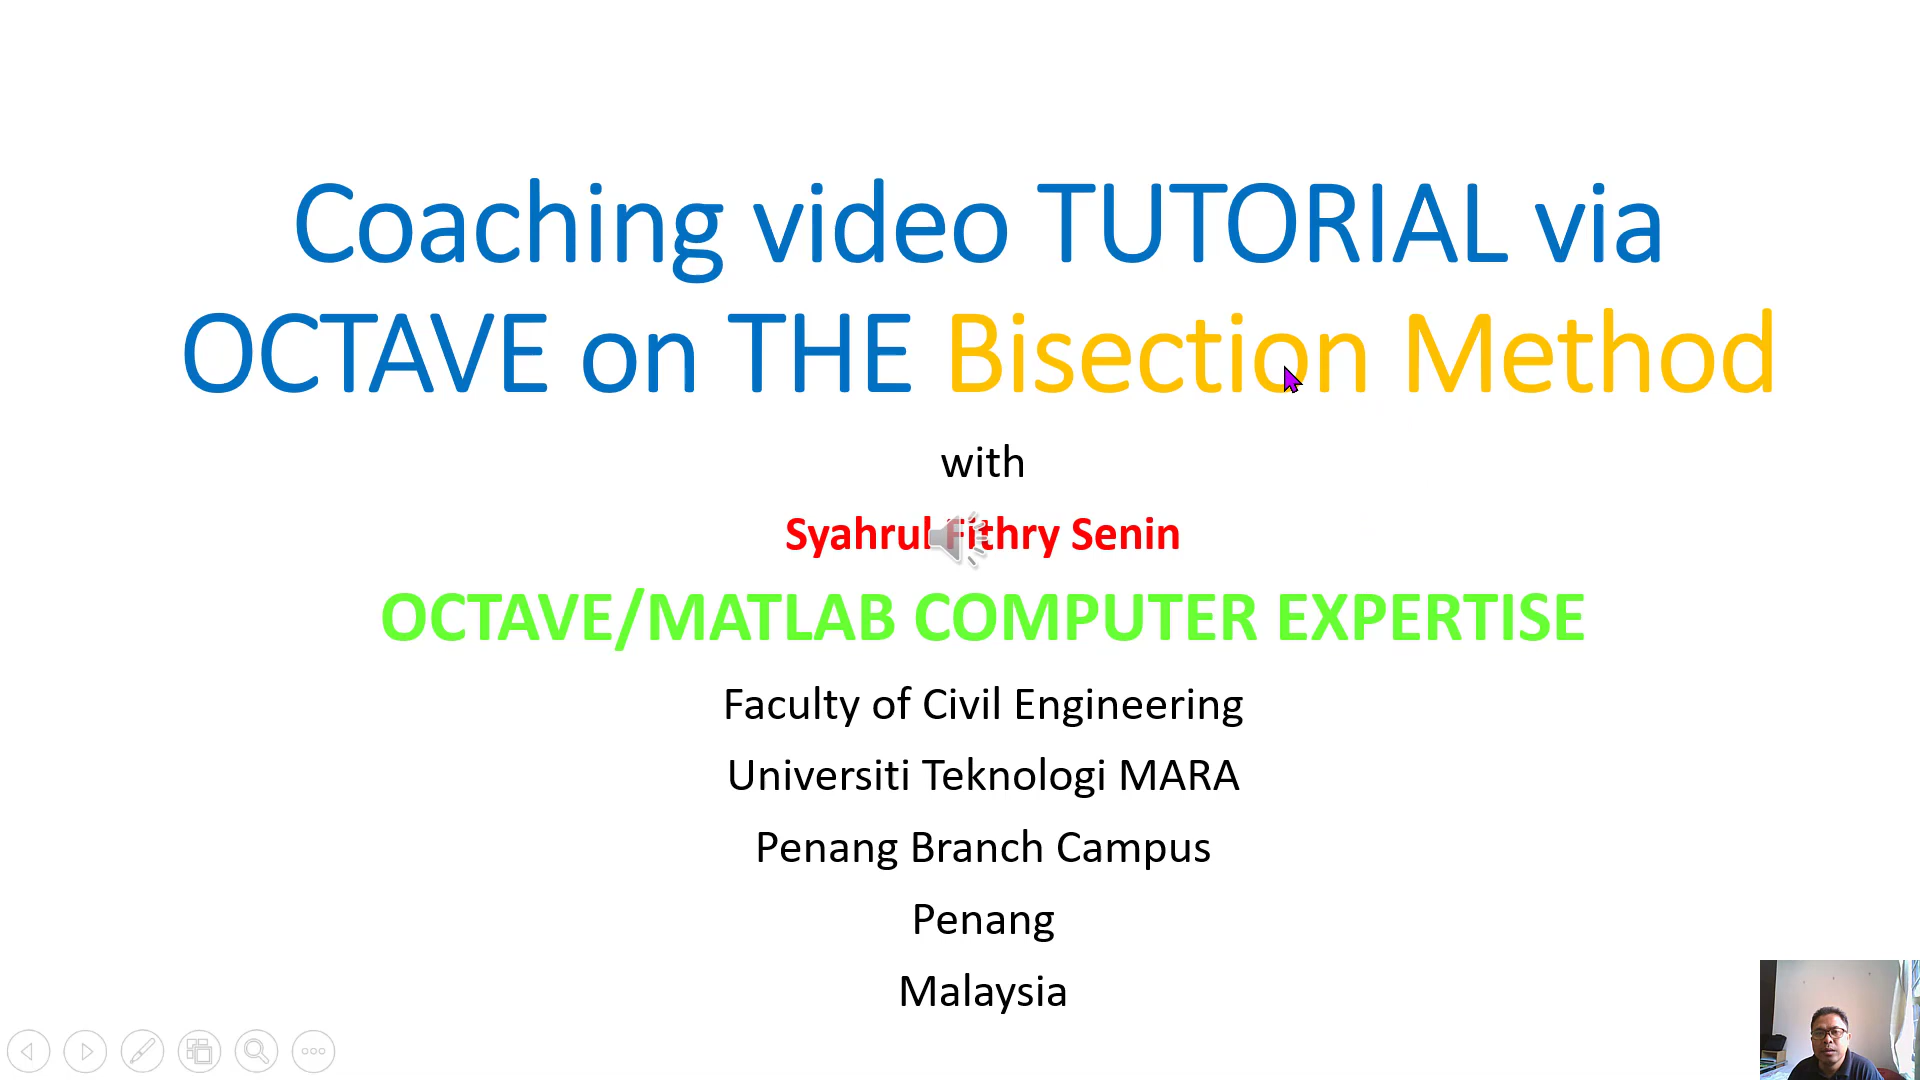 Coaching video TUTORIAL via
OCTAVE on THE Bisection Method
with
Syahrul Fithry Senin
OCTAVE/MATLAB COMPUTER EXPERTISE
Faculty of Civil Engineering
Universiti Teknologi MARA
Penang Branch Campus
Penang
Malaysia